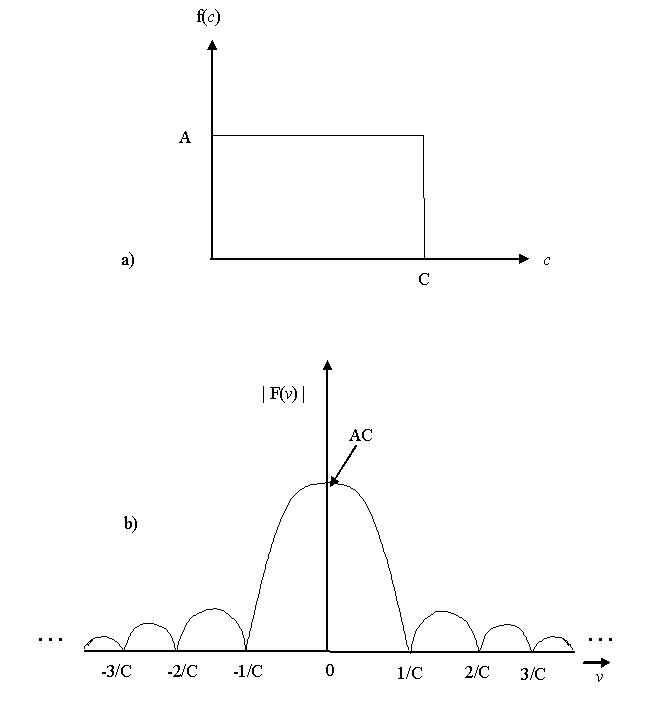 f(c)
A
a)
c
C
| F(v) |
AC
b)
... ...
-3/C -2/C -1/C 0 1/C 2/C 3/C
v